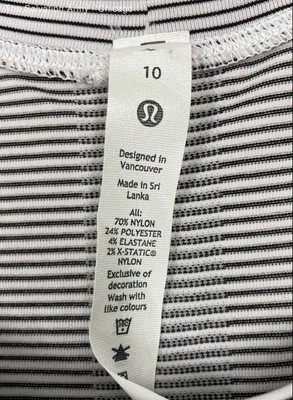 10
Designed in
Vancouver
Made in Sri
Lanka
All:
70% NYLON
24% POLYESTER
4% ELASTANE
2% X-STATIC®
NYLON
Exclusive of
decoration
Wash with
like colours